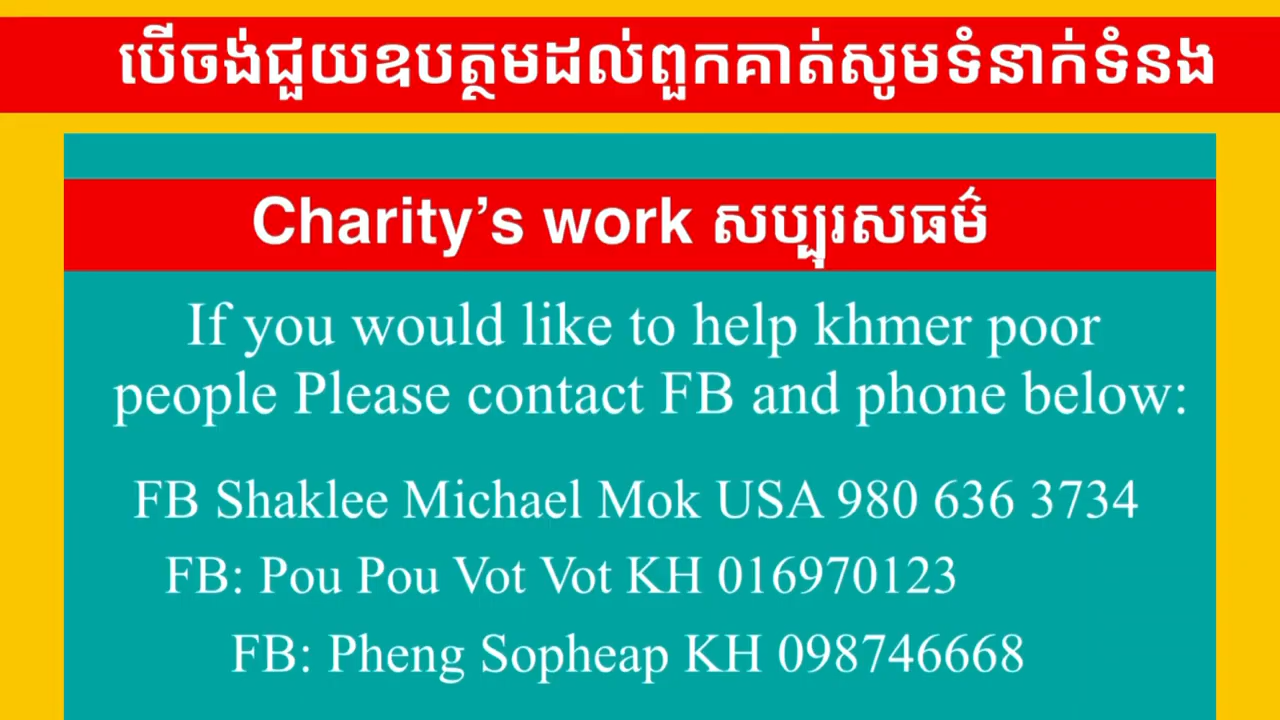 បើចង់ជួយឧបត្ថមដល់ពួកគាត់សូមទំនាក់ទំនង
Charity’s work សប្បុរសធម៌
If you would like to help khmer poor
people Please contact FB and phone below:
FB Shaklee Michael Mok USA 980 636 3734
FB: Pou Pou Vot Vot KH 016970123
FB: Pheng Sopheap KH 098746668